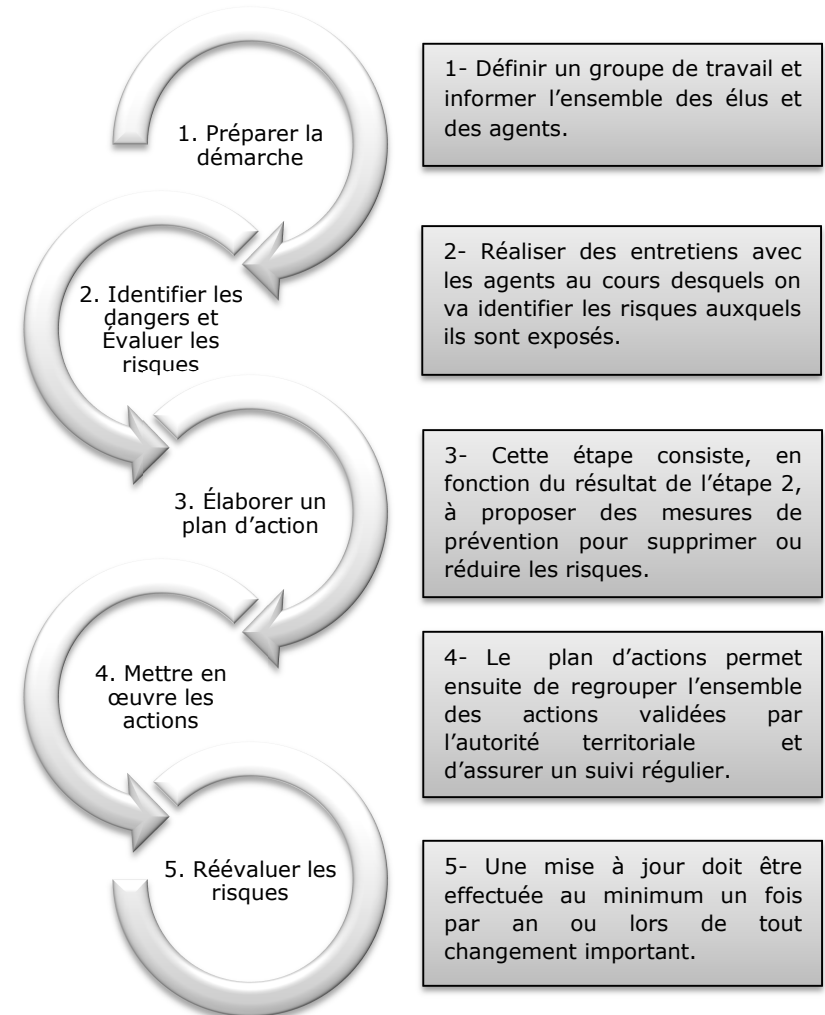 1. Préparer la
démarche
1- Définir un groupe de travail et
informer l'ensemble des élus et
des agents.
2. Identifier les
dangers et
Évaluer les
risques
2- Réaliser des entretiens avec
les agents au cours desquels on
va identifier les risques auxquels
ils sont exposés.
3. Élaborer un
plan d'action
3- Cette étape consiste, en
fonction du résultat de l'étape 2,
à proposer des mesures de
prévention pour supprimer ou
réduire les risques.
4. Mettre en
œuvre les
actions
4- Le plan d'actions permet
ensuite de regrouper l'ensemble
des actions validées par
l'autorité territoriale et
d'assurer un suivi régulier.
5. Réévaluer les
risques
5- Une mise à jour doit être
effectuée au minimum un fois
par an ou lors de tout
changement important.